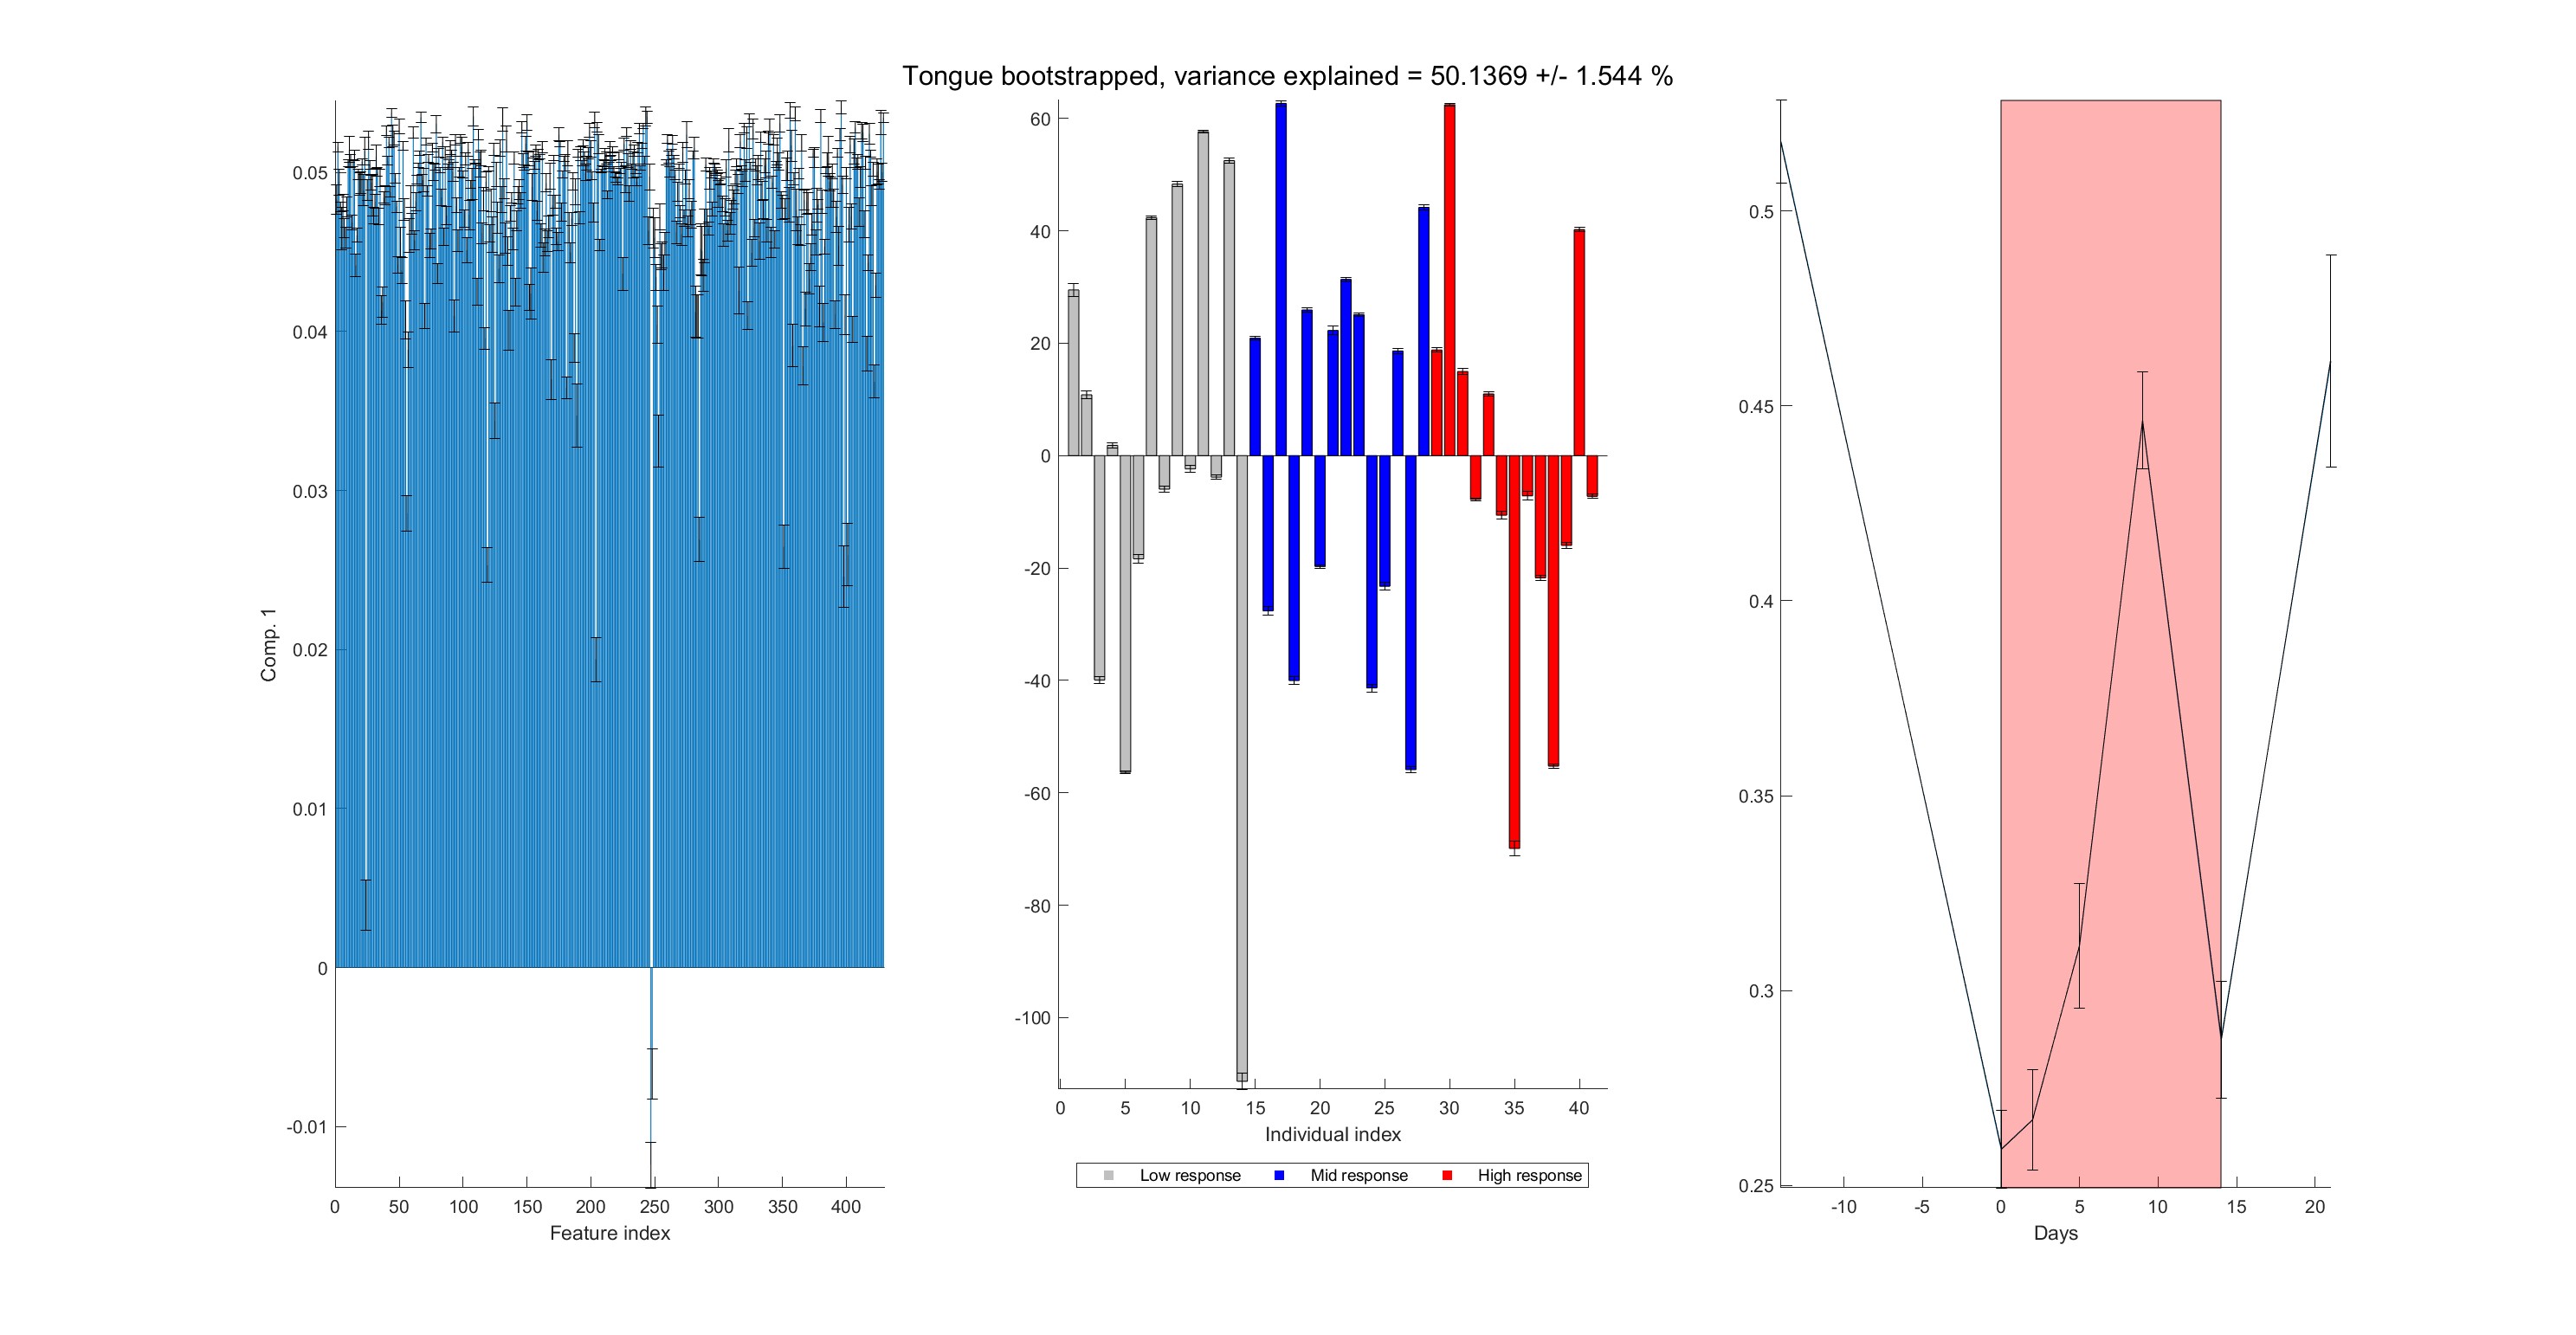 Tongue bootstrapped, variance explained = 50.1369 +/- 1.544 %
Comp. 1
0.05
0.04
0.03
0.02
0.01
0
-0.01
0 50 100 150 200 250 300 350 400
Feature index
60
40
20
0
-20
-40
-60
-80
-100
0 5 10 15 20 25 30 35 40
Individual index
Low response Mid response High response
0.5
0.45
0.4
0.35
0.3
0.25
-10 -5 0 5 10 15 20
Days